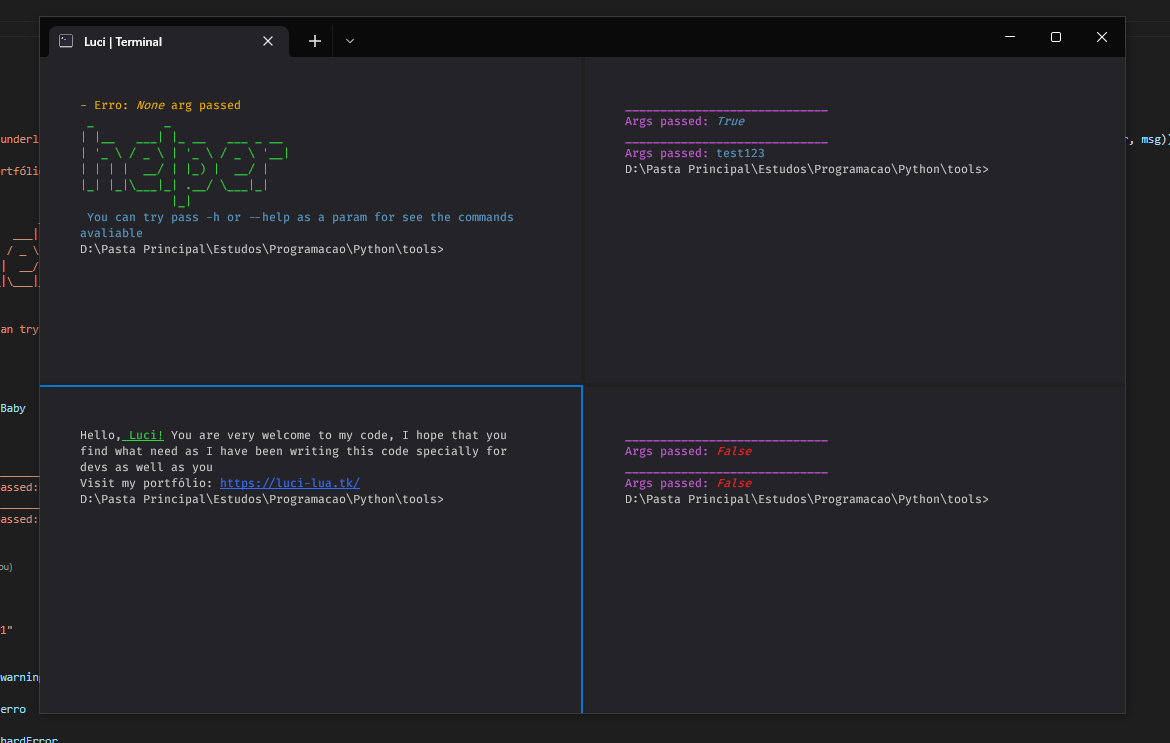 Luci | Terminal
- Erro: None arg passed
helper
You can try pass -h or --help as a param for see the commands
avaliable
D:\Pasta Principal\Estudos\Programacao\Python\tools>
____________________________
Args passed: True
____________________________
Args passed: test123
D:\Pasta Principal\Estudos\Programacao\Python\tools>
Hello, Luci! You are very welcome to my code, I hope that you
find what need as I have been writing this code specially for
devs as well as you
Visit my portfólio: https://luci-lua.tk/
D:\Pasta Principal\Estudos\Programacao\Python\tools>
____________________________
Args passed: False
____________________________
Args passed: False
D:\Pasta Principal\Estudos\Programacao\Python\tools>
underl
, msg))
rtfóli
an try
Baby
assed:
assed:
ou)
1"
warning
erro
hardError